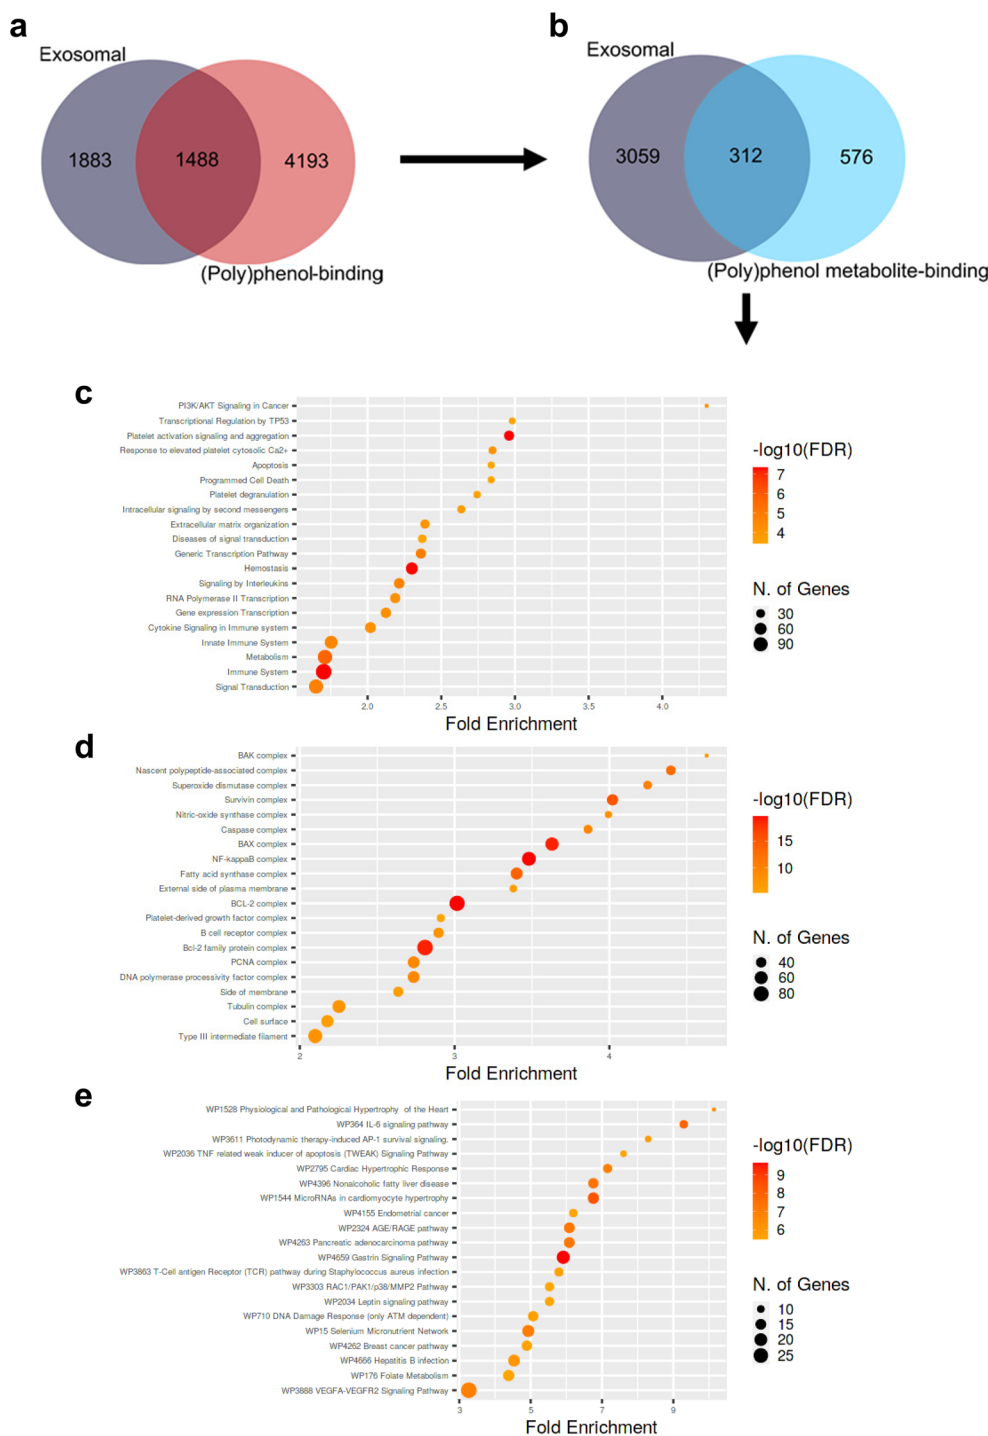 a
b
Exosomal
1883
1488
4193
(Poly)phenol-binding
Exosomal
3059
312
576
(Poly)phenol metabolite-binding
c
PI3K/AKT Signaling in Cancer
Transcriptional Regulation by TP53
Platelet activation signaling and aggregation
Response to elevated platelet cytosolic Ca2+
Apoptosis
Programmed Cell Death
Platelet degranulation
Intracellular signaling by second messengers
Extracellular matrix organization
Diseases of signal transduction
Generic Transcription Pathway
Hemostasis
Signaling by Interleukins
RNA Polymerase II Transcription
Gene expression Transcription
Cytokine Signaling in Immune system
Innate Immune System
Metabolism
Immune System
Signal Transduction
2.0 2.5 3.0 3.5 4.0
Fold Enrichment
-log10(FDR)
7
6
5
4
N. of Genes
30
60
90
d
BAK complex
Nascent polypeptide-associated complex
Superoxide dismutase complex
Survivin complex
Nitric-oxide synthase complex
Caspase complex
BAX complex
NF-kappaB complex
Fatty acid synthase complex
External side of plasma membrane
BCL-2 complex
Platelet-derived growth factor complex
B cell receptor complex
Bcl-2 family protein complex
PCNA complex
DNA polymerase processivity factor complex
Side of membrane
Tubulin complex
Cell surface
Type III intermediate filament
2 3 4
Fold Enrichment
-log10(FDR)
15
10
N. of Genes
40
60
80
e
WP1528 Physiological and Pathological Hypertrophy of the Heart
WP364 IL-6 signaling pathway
WP3611 Photodynamic therapy-induced AP-1 survival signaling.
WP2036 TNF related weak inducer of apoptosis (TWEAK) Signaling Pathway
WP2795 Cardiac Hypertrophic Response
WP4396 Nonalcoholic fatty liver disease
WP1544 MicroRNAs in cardiomyocyte hypertrophy
WP4155 Endometrial cancer
WP2324 AGE/RAGE pathway
WP4263 Pancreatic adenocarcinoma pathway
WP4659 Gastrin Signaling Pathway
WP3863 T-Cell antigen Receptor (TCR) pathway during Staphylococcus aureus infection
WP3303 RAC1/PAK1/p38/MMP2 Pathway
WP2034 Leptin signaling pathway
WP710 DNA Damage Response (only ATM dependent)
WP15 Selenium Micronutrient Network
WP4262 Breast cancer pathway
WP4666 Hepatitis B infection
WP176 Folate Metabolism
WP3888 VEGFA-VEGFR2 Signaling Pathway
3 5 7 9
Fold Enrichment
-log10(FDR)
9
8
7
6
N. of Genes
10
15
20
25